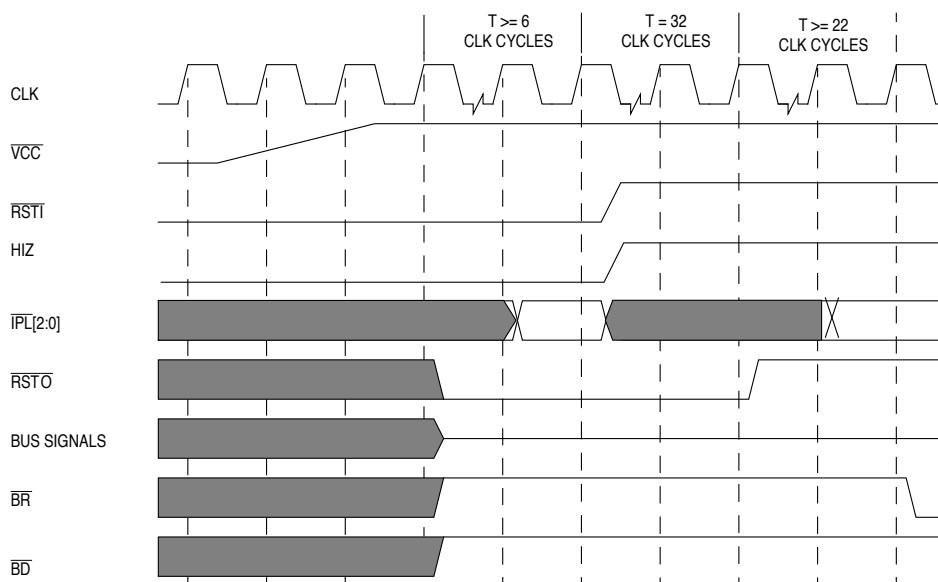 T >= 6
CLK CYCLES
T = 32
CLK CYCLES
T >= 22
CLK CYCLES
CLK
VCC
RSTI
HIZ
IPL[2:0]
RSTO
BUS SIGNALS
BR
BD